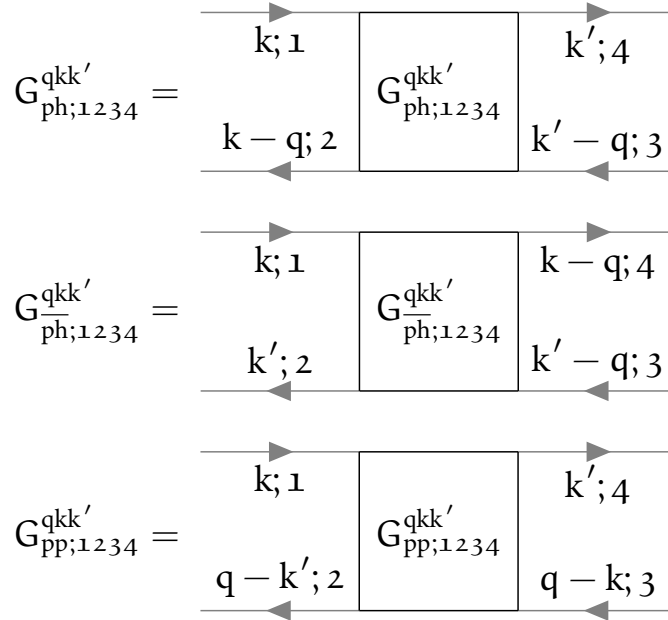 k; 1
k′; 4
G^{qkk′}_{ph;1234} =
G^{qkk′}_{ph;1234}
k − q; 2
k′ − q; 3
k; 1
k − q; 4
G^{qkk′}_{\overline{ph};1234} =
G^{qkk′}_{\overline{ph};1234}
k′; 2
k′ − q; 3
k; 1
k′; 4
G^{qkk′}_{pp;1234} =
G^{qkk′}_{pp;1234}
q − k′; 2
q − k; 3